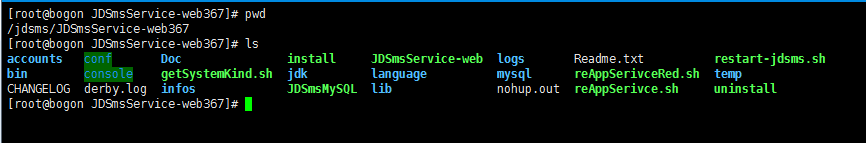 [root@bogon JDSmsService-web367]# pwd
/jdsms/JDSmsService-web367
[root@bogon JDSmsService-web367]# ls
accounts conf Doc install JDSmsService-web logs Readme.txt restart-jdsms.sh
bin console getSystemKind.sh jdk language mysql reAppSerivceRed.sh temp
CHANGELOG derby.log infos JDSmsMySQL lib nohup.out reAppSerivce.sh uninstall
[root@bogon JDSmsService-web367]#